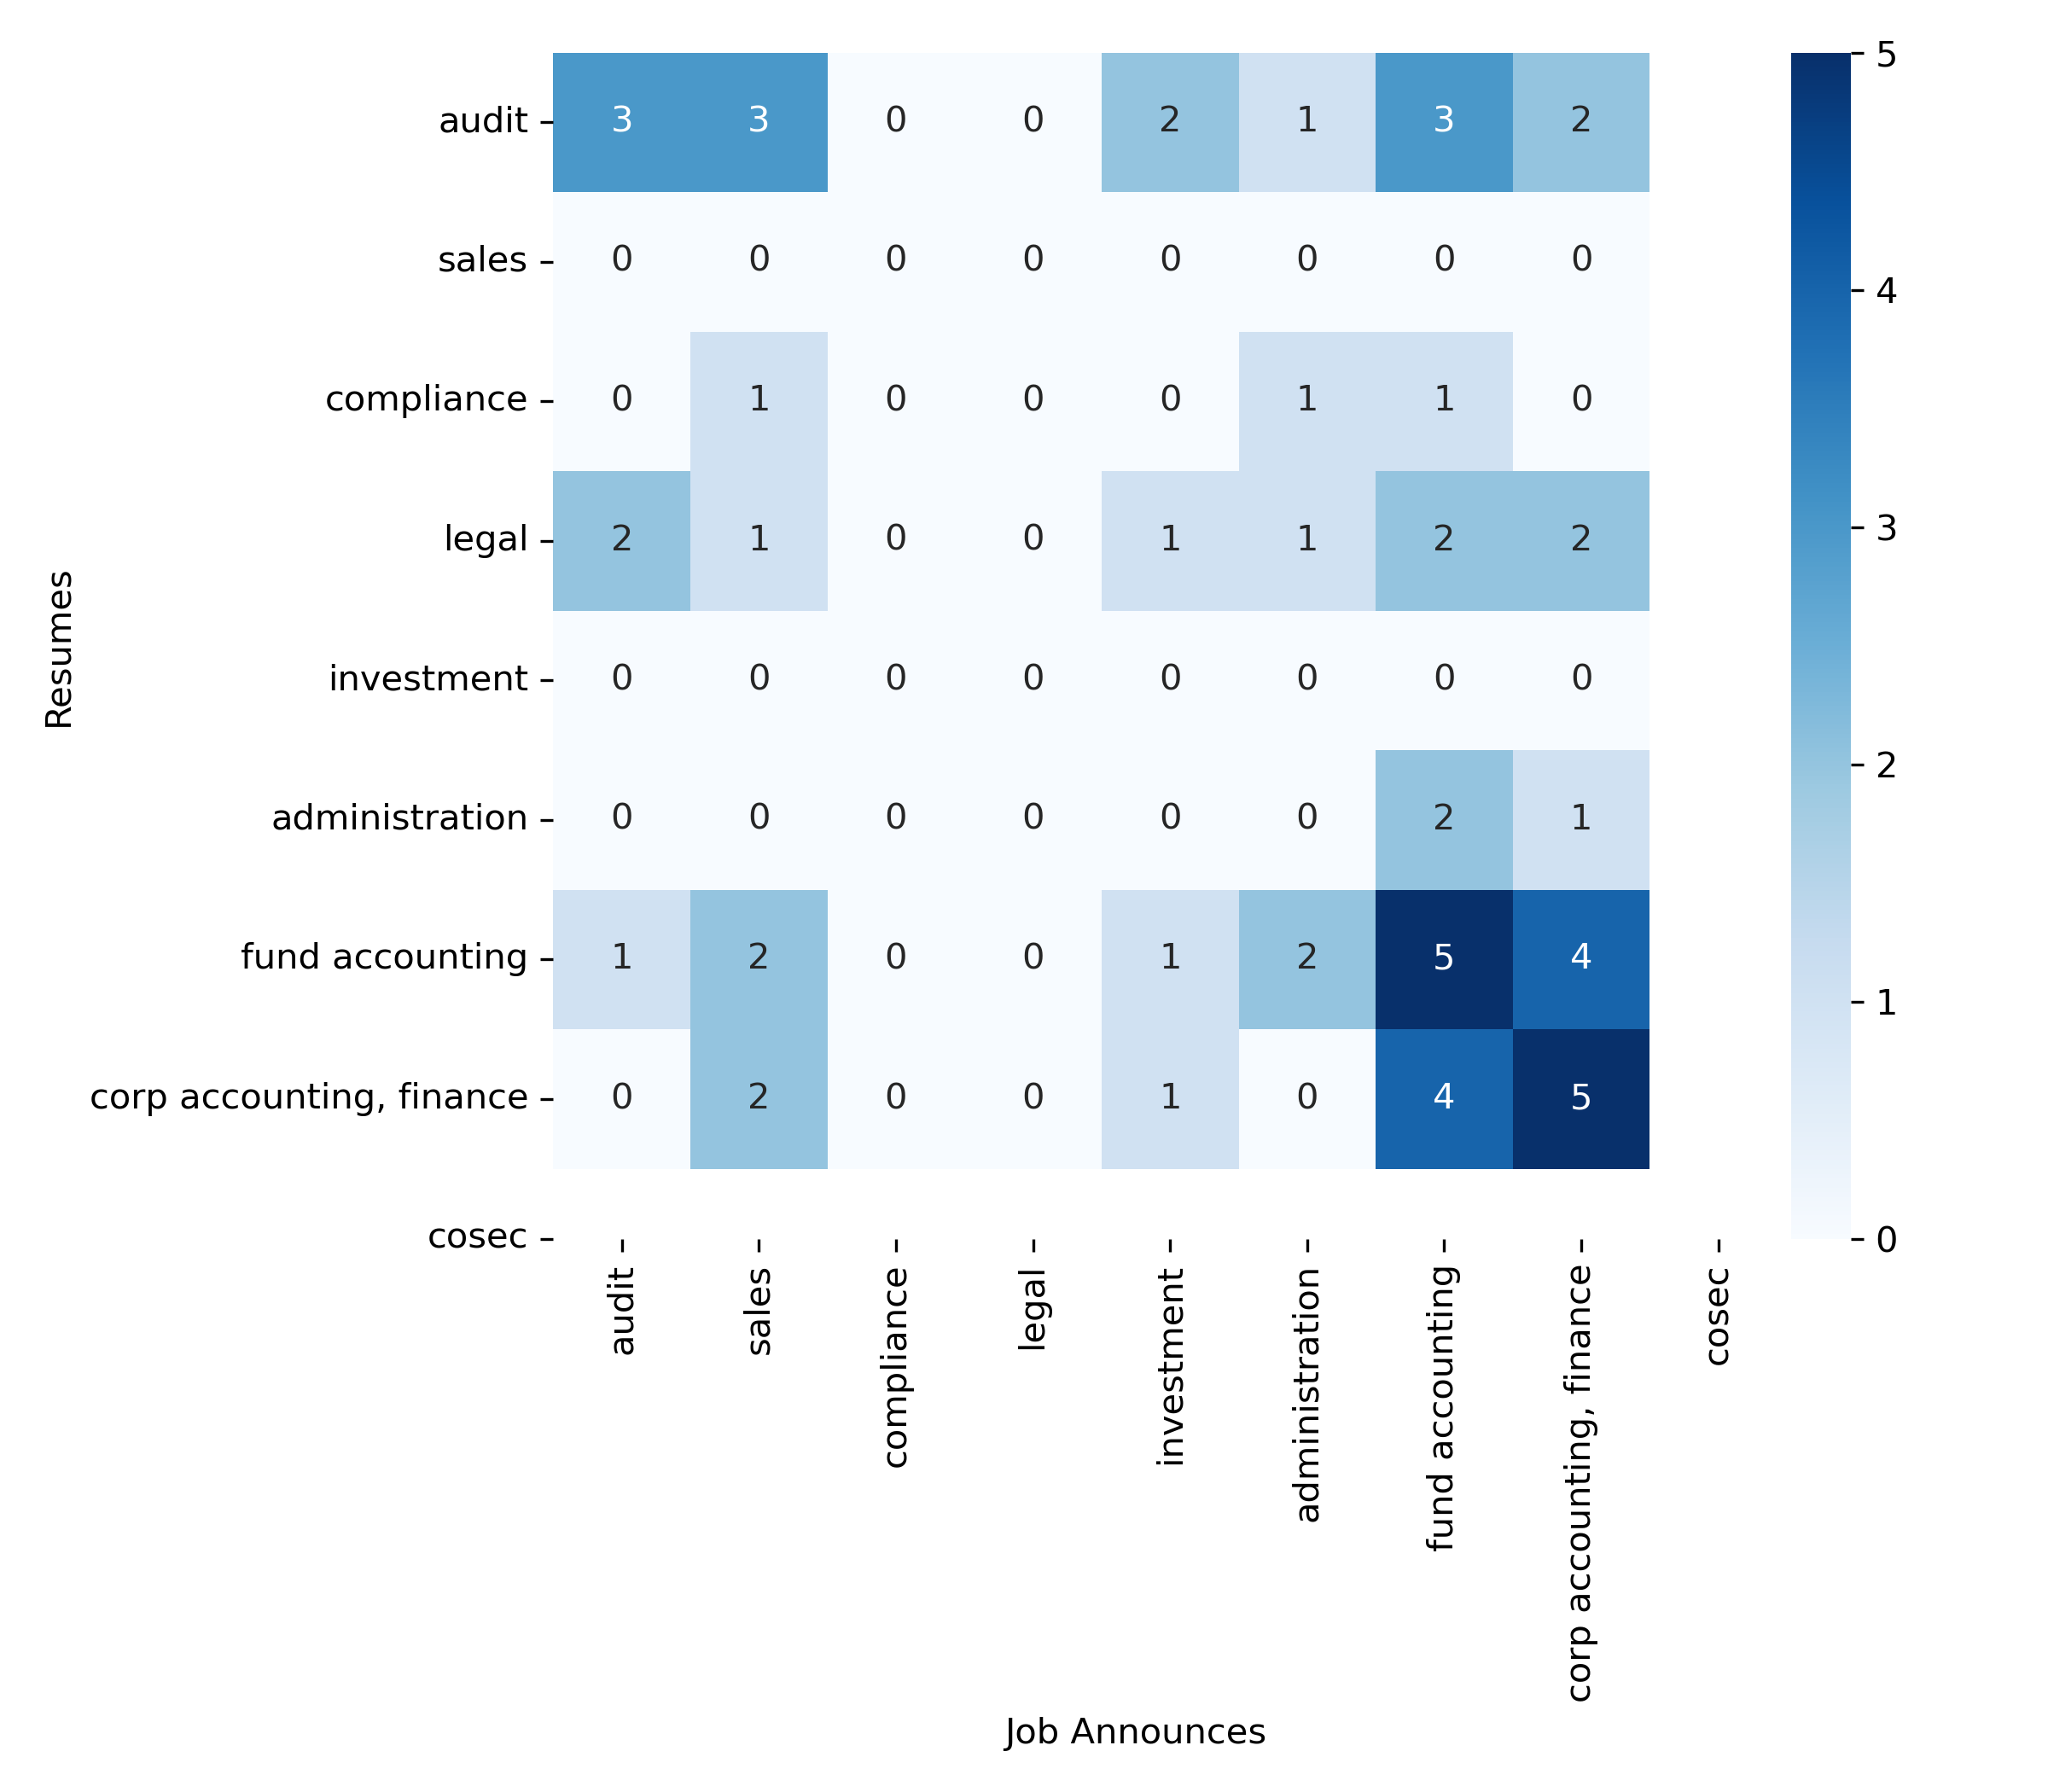 audit 3 3 0 0 2 1 3 2
sales 0 0 0 0 0 0 0 0
compliance 0 1 0 0 0 1 1 0
legal 2 1 0 0 1 1 2 2
investment 0 0 0 0 0 0 0 0
administration 0 0 0 0 0 0 2 1
fund accounting 1 2 0 0 1 2 5 4
corp accounting, finance 0 2 0 0 1 0 4 5
cosec
Resumes
audit
sales
compliance
legal
investment
administration
fund accounting
corp accounting, finance
cosec
Job Announces
5
4
3
2
1
0